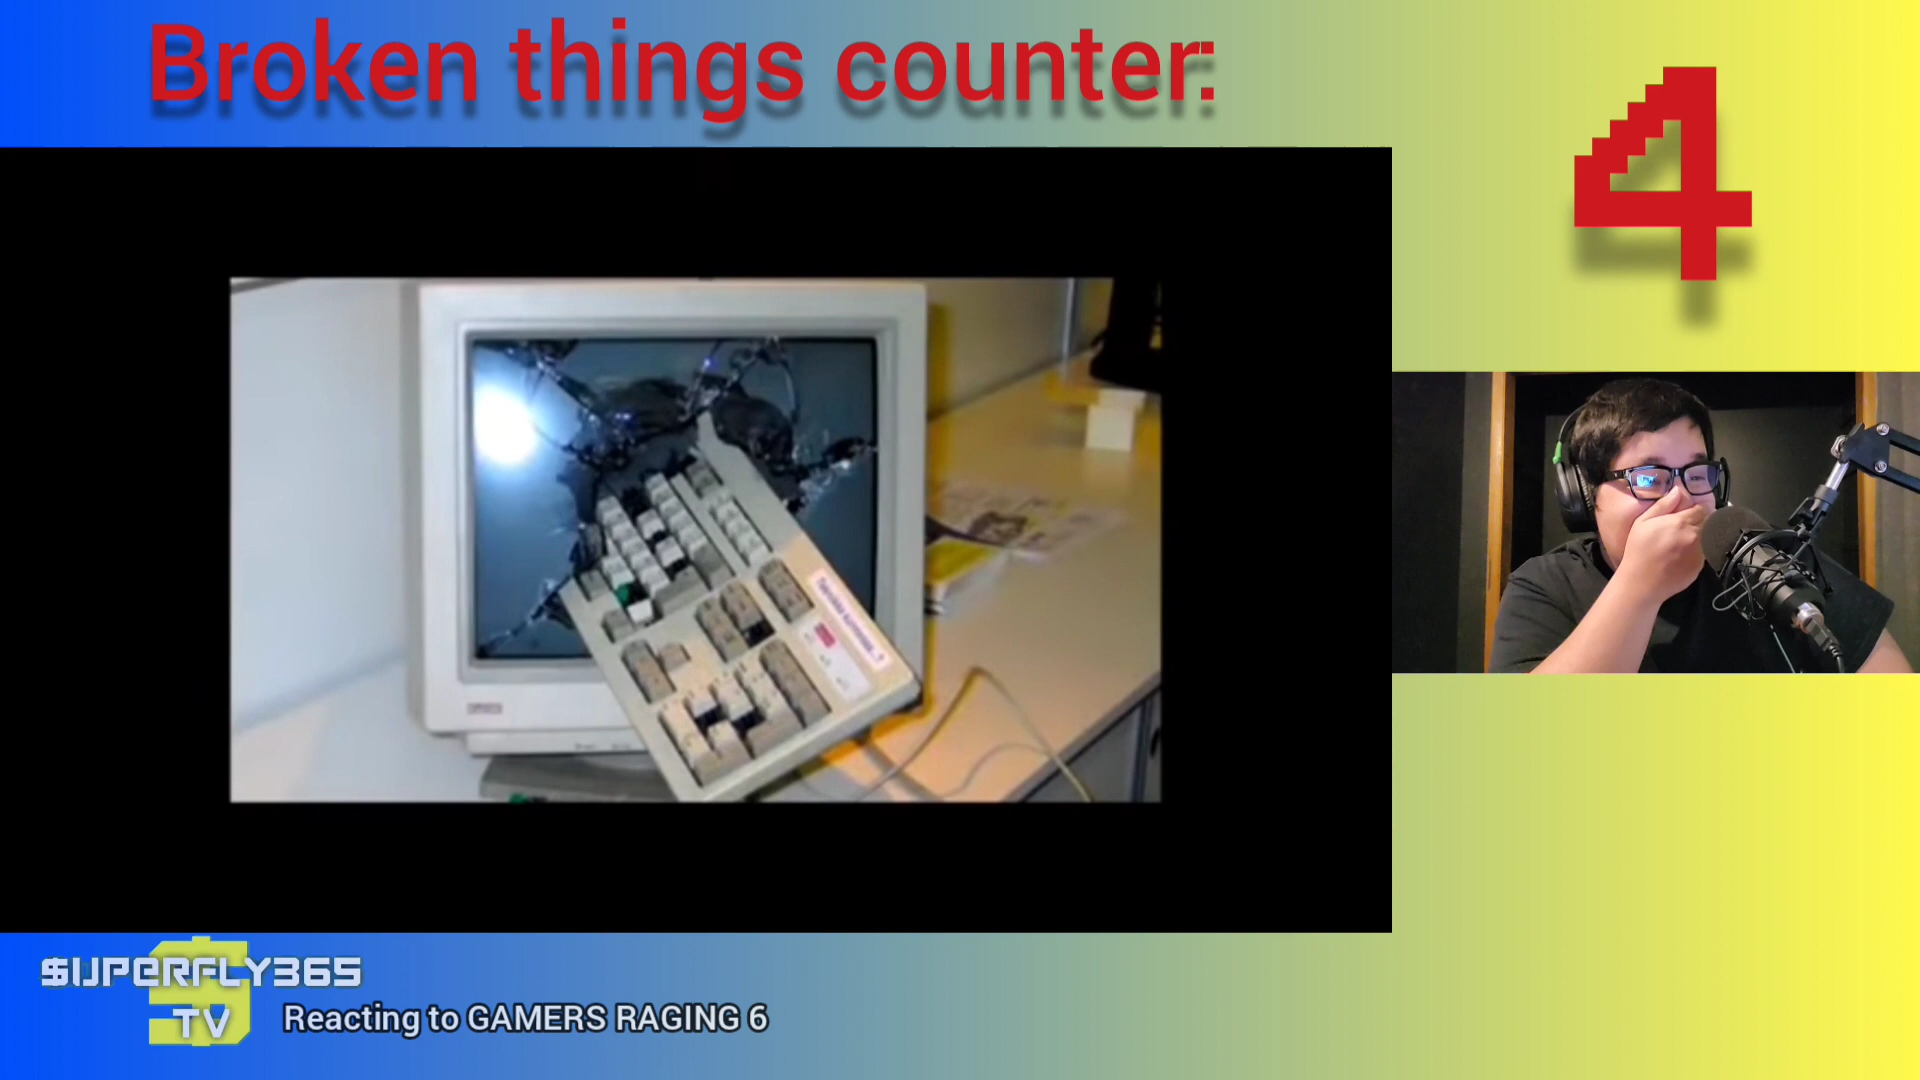 Broken things counter:
4
SUPERFLY365
TV
Reacting to GAMERS RAGING 6